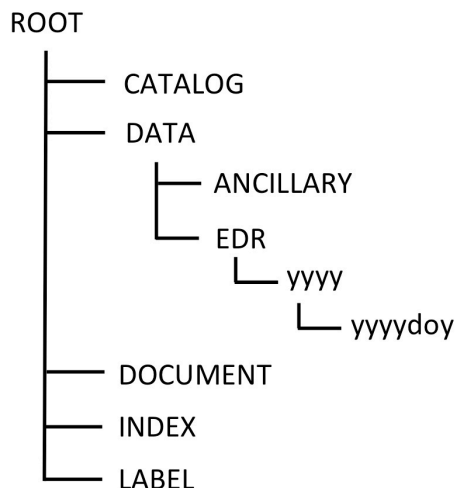 ROOT
CATALOG
DATA
ANCILLARY
EDR
yyyy
yyyydoy
DOCUMENT
INDEX
LABEL